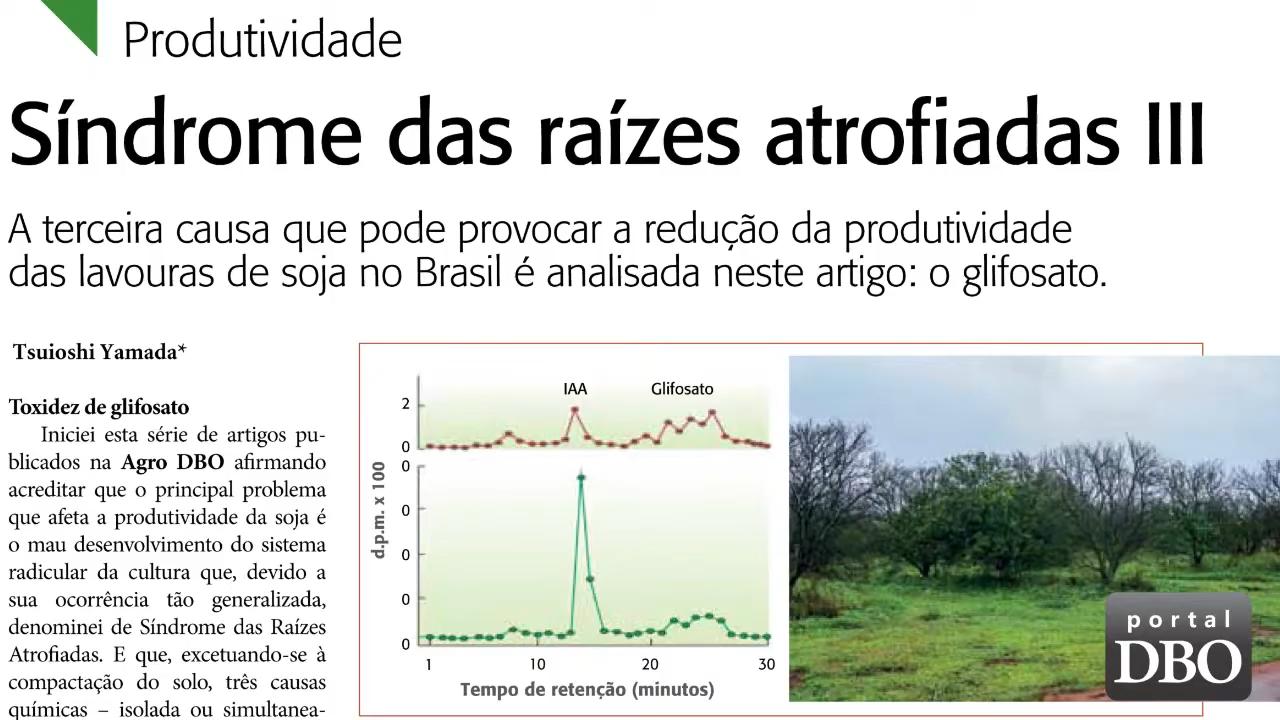 Produtividade
Síndrome das raízes atrofiadas III
A terceira causa que pode provocar a redução da produtividade
das lavouras de soja no Brasil é analisada neste artigo: o glifosato.
Tsuioshi Yamada*
Toxidez de glifosato
Iniciei esta série de artigos pu-
blicados na Agro DBO afirmando
acreditar que o principal problema
que afeta a produtividade da soja é
o mau desenvolvimento do sistema
radicular da cultura que, devido a
sua ocorrência tão generalizada,
denominei de Síndrome das Raízes
Atrofiadas. E que, excetuando-se à
compactação do solo, três causas
químicas – isolada ou simultanea-
IAA Glifosato
2
0
0
0
0
0
0
d.p.m. x 100
1 10 20 30
Tempo de retenção (minutos)
portal
DBO